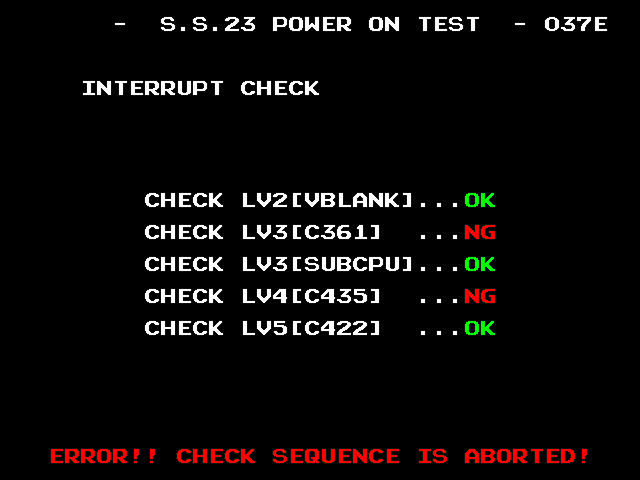 -  S.S.23 POWER ON TEST  - 037E
INTERRUPT CHECK
CHECK LV2[VBLANK]...OK
CHECK LV3[C361]  ...NG
CHECK LV3[SUBCPU]...OK
CHECK LV4[C435]  ...NG
CHECK LV5[C422]  ...OK
ERROR!! CHECK SEQUENCE IS ABORTED!